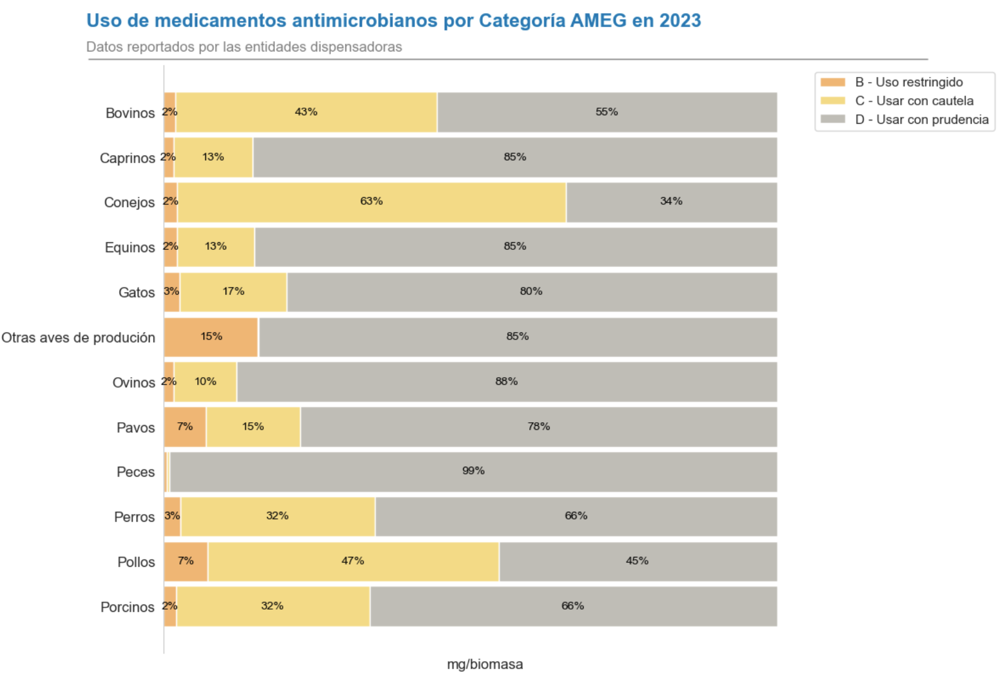 Uso de medicamentos antimicrobianos por Categoría AMEG en 2023
Datos reportados por las entidades dispensadoras
B - Uso restringido
C - Usar con cautela
D - Usar con prudencia
Bovinos 2% 43% 55%
Caprinos 2% 13% 85%
Conejos 2% 63% 34%
Equinos 2% 13% 85%
Gatos 3% 17% 80%
Otras aves de produción 15% 85%
Ovinos 2% 10% 88%
Pavos 7% 15% 78%
Peces 99%
Perros 3% 32% 66%
Pollos 7% 47% 45%
Porcinos 2% 32% 66%
mg/biomasa